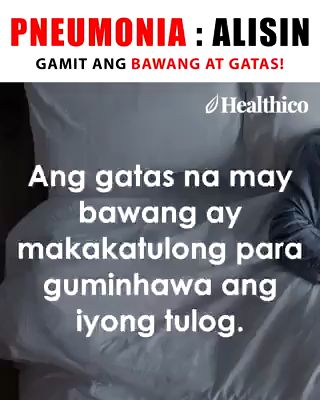 PNEUMONIA : ALISIN
GAMIT ANG BAWANG AT GATAS!
Healthico
Ang gatas na may
bawang ay
makakatulong para
guminhawa ang
iyong tulog.